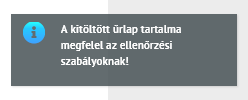 A kitöltött űrlap tartalma
megfelel az ellenőrzési
szabályoknak!